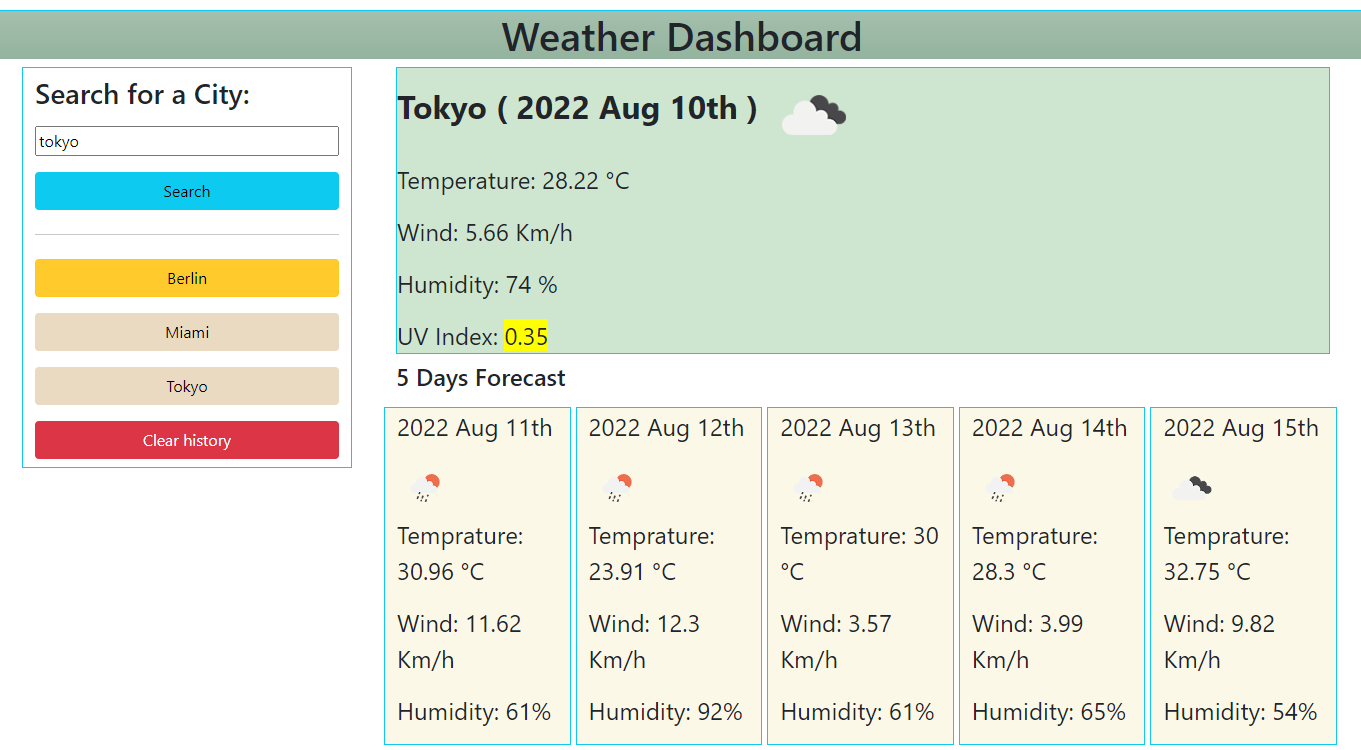 Weather Dashboard
Search for a City:
tokyo
Search
Berlin
Miami
Tokyo
Clear history
Tokyo ( 2022 Aug 10th )
Temperature: 28.22 °C
Wind: 5.66 Km/h
Humidity: 74 %
UV Index: 0.35
5 Days Forecast
2022 Aug 11th
Temprature:
30.96 °C
Wind: 11.62
Km/h
Humidity: 61%
2022 Aug 12th
Temprature:
23.91 °C
Wind: 12.3
Km/h
Humidity: 92%
2022 Aug 13th
Temprature: 30
°C
Wind: 3.57
Km/h
Humidity: 61%
2022 Aug 14th
Temprature:
28.3 °C
Wind: 3.99
Km/h
Humidity: 65%
2022 Aug 15th
Temprature:
32.75 °C
Wind: 9.82
Km/h
Humidity: 54%